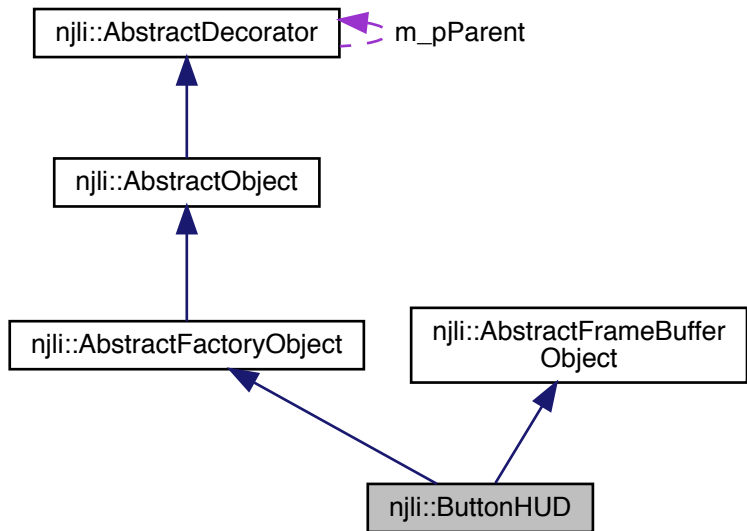 njli::AbstractDecorator
m_pParent
njli::AbstractObject
njli::AbstractFactoryObject
njli::AbstractFrameBuffer
Object
njli::ButtonHUD